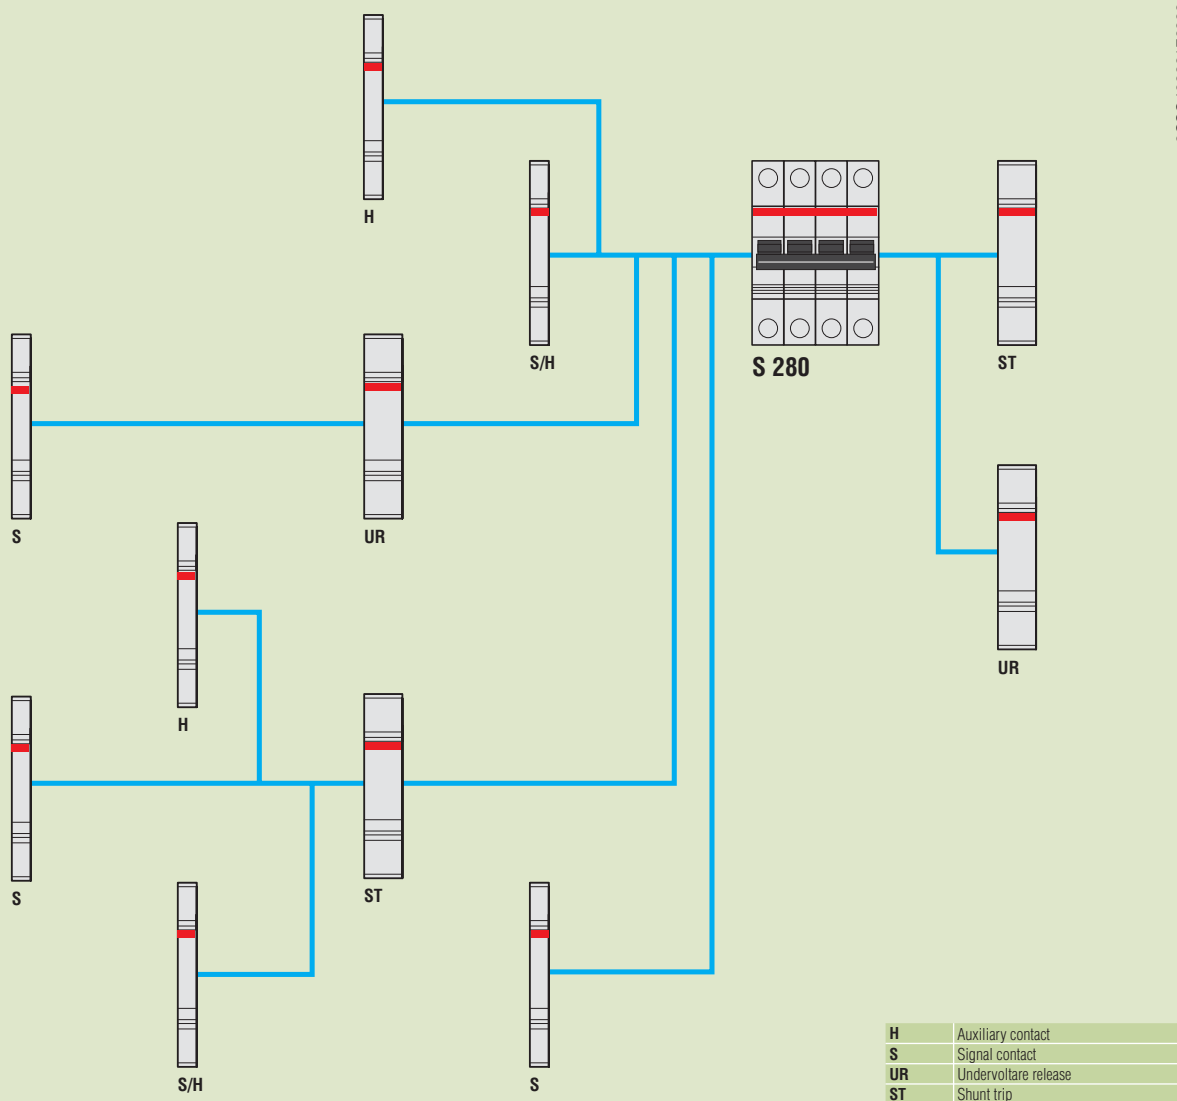 H
S/H
S 280
ST
S
UR
H
UR
S
ST
S/H
S
H Auxiliary contact
S Signal contact
UR Undervoltare release
ST Shunt trip